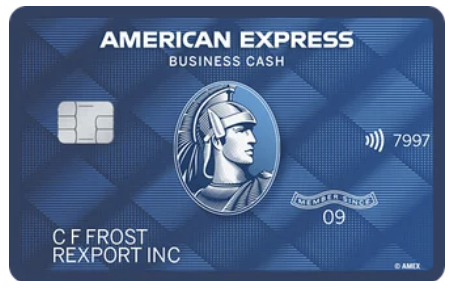 AMERICAN EXPRESS
BUSINESS CASH
7997
MEMBER SINCE
09
C F FROST
REXPORT INC
© AMEX